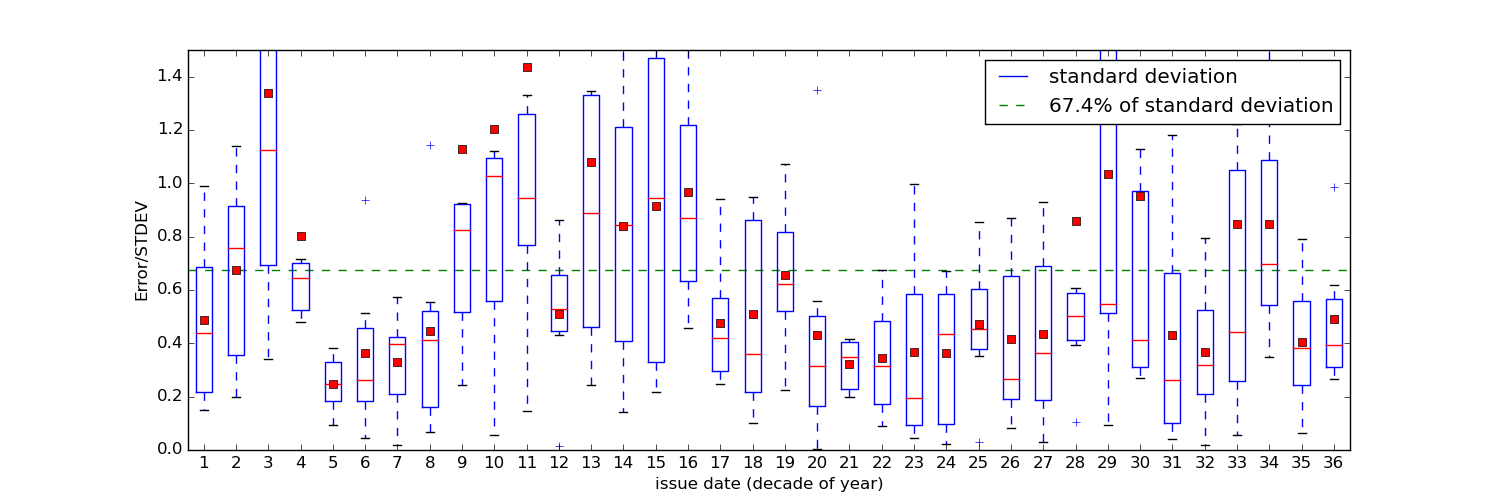 1.4
1.2
1.0
0.8
0.6
0.4
0.2
0.0
Error/STDEV
standard deviation
67.4% of standard deviation
1 2 3 4 5 6 7 8 9 10 11 12 13 14 15 16 17 18 19 20 21 22 23 24 25 26 27 28 29 30 31 32 33 34 35 36
issue date (decade of year)